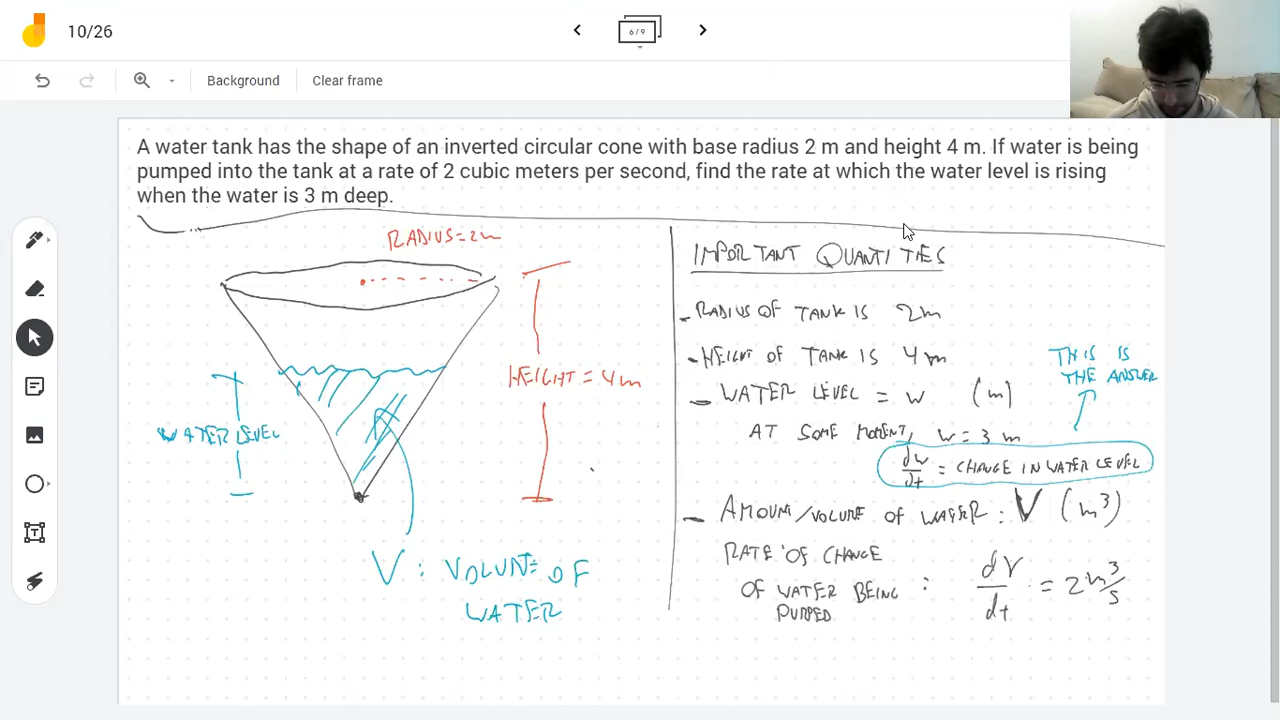 10/26
6/9
Background
Clear frame
A water tank has the shape of an inverted circular cone with base radius 2 m and height 4 m. If water is being
pumped into the tank at a rate of 2 cubic meters per second, find the rate at which the water level is rising
when the water is 3 m deep.
RADIUS=2m
HEIGHT = 4m
WATER LEVEL
V : VOLUME OF
WATER
IMPORTANT QUANTITIES
- RADIUS OF TANK IS 2m
- HEIGHT OF TANK IS 4m
- WATER LEVEL = w (m)
AT SOME MOMENT, w = 3 m
THIS IS
THE ANSWER
dw/dt = CHANGE IN WATER LEVEL
- AMOUNT/VOLUME OF WATER : V (m³)
RATE OF CHANGE
OF WATER BEING : dV/dt = 2 m³/s
PUMPED